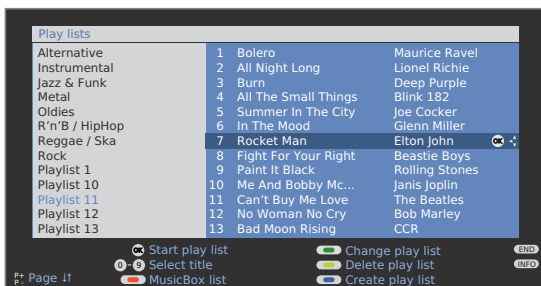 Play lists
Alternative 1 Bolero Maurice Ravel
Instrumental 2 All Night Long Lionel Richie
Jazz & Funk 3 Burn Deep Purple
Metal 4 All The Small Things Blink 182
Oldies 5 Summer In The City Joe Cocker
R'n'B / HipHop 6 In The Mood Glenn Miller
Reggae / Ska 7 Rocket Man Elton John OK
Rock 8 Fight For Your Right Beastie Boys
Playlist 1 9 Paint It Black Rolling Stones
Playlist 10 10 Me And Bobby Mc... Janis Joplin
Playlist 11 11 Can't Buy Me Love The Beatles
Playlist 12 12 No Woman No Cry Bob Marley
Playlist 13 13 Bad Moon Rising CCR
OK Start play list Change play list END
0 - 9 Select title Delete play list INFO
P+ P- Page ↓↑ MusicBox list Create play list